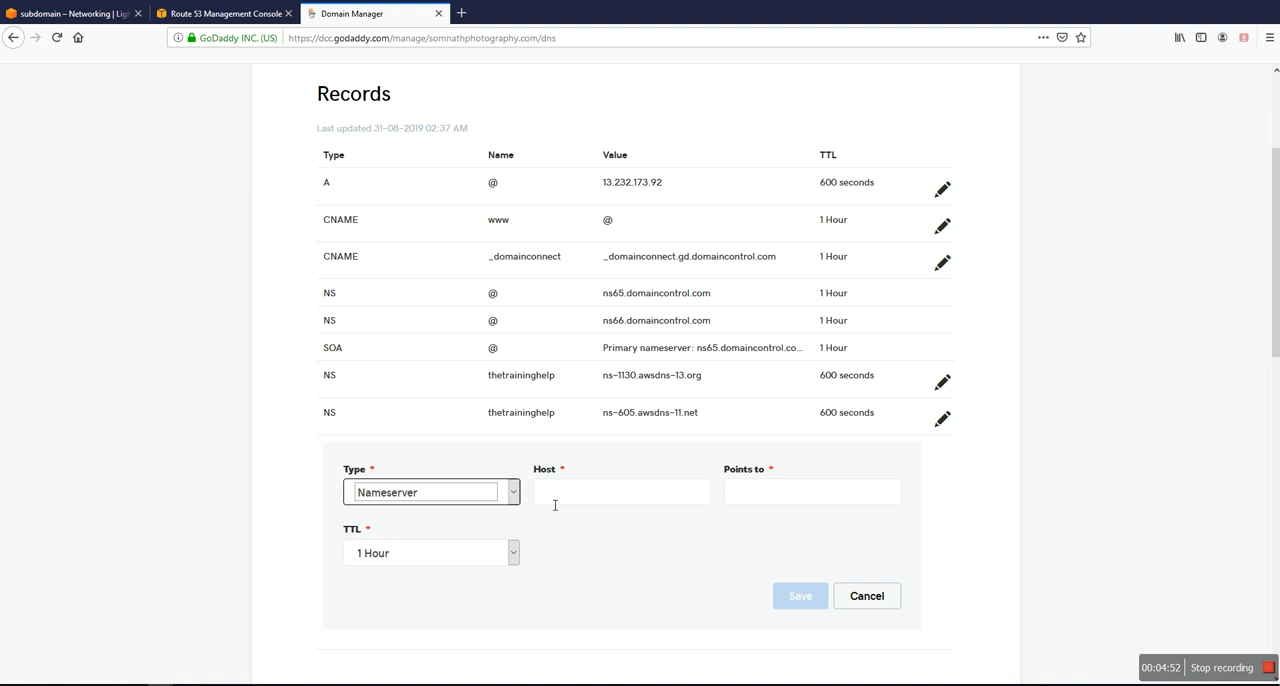 subdomain – Networking | Lig
Route 53 Management Console
Domain Manager
GoDaddy INC. (US)
https://dcc.godaddy.com/manage/somnathphotography.com/dns
Records
Last updated 31-08-2019 02:37 AM
Type Name Value TTL
A @ 13.232.173.92 600 seconds
CNAME www @ 1 Hour
CNAME _domainconnect _domainconnect.gd.domaincontrol.com 1 Hour
NS @ ns65.domaincontrol.com 1 Hour
NS @ ns66.domaincontrol.com 1 Hour
SOA @ Primary nameserver: ns65.domaincontrol.co... 1 Hour
NS thetraininghelp ns-1130.awsdns-13.org 600 seconds
NS thetraininghelp ns-605.awsdns-11.net 600 seconds
Type * Host * Points to *
Nameserver
TTL *
1 Hour
Save Cancel
00:04:52 Stop recording